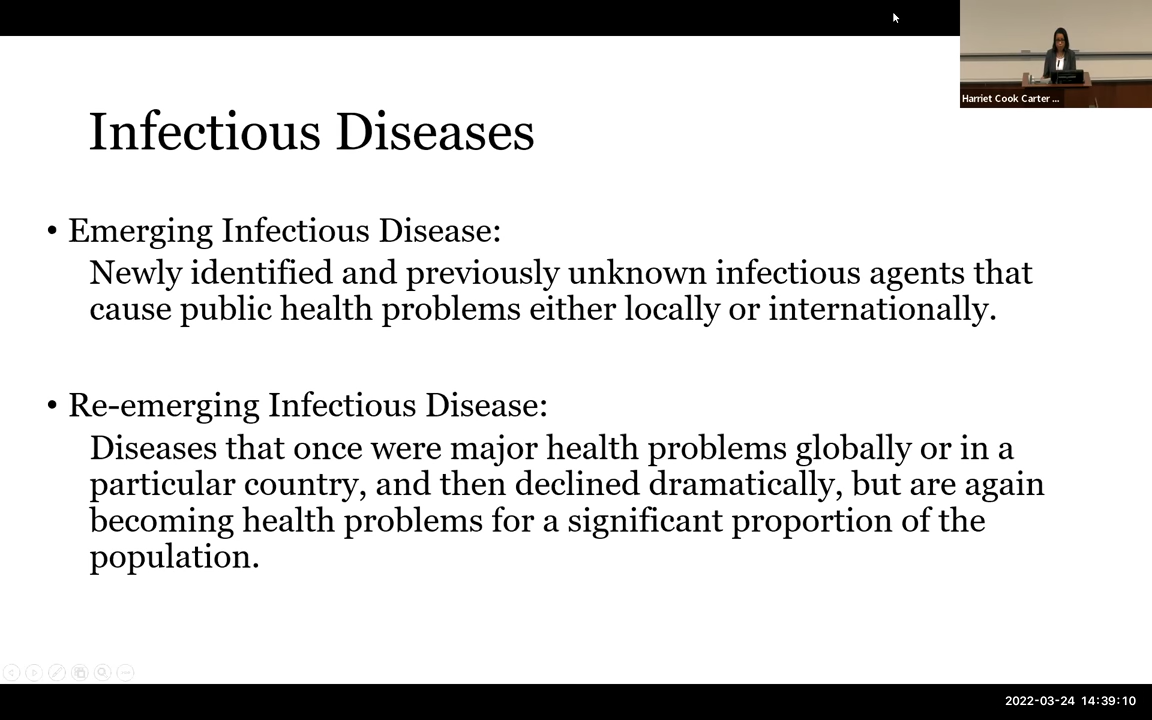 Harriet Cook Carter ...
Infectious Diseases
• Emerging Infectious Disease:
Newly identified and previously unknown infectious agents that
cause public health problems either locally or internationally.
• Re-emerging Infectious Disease:
Diseases that once were major health problems globally or in a
particular country, and then declined dramatically, but are again
becoming health problems for a significant proportion of the
population.
2022-03-24 14:39:10